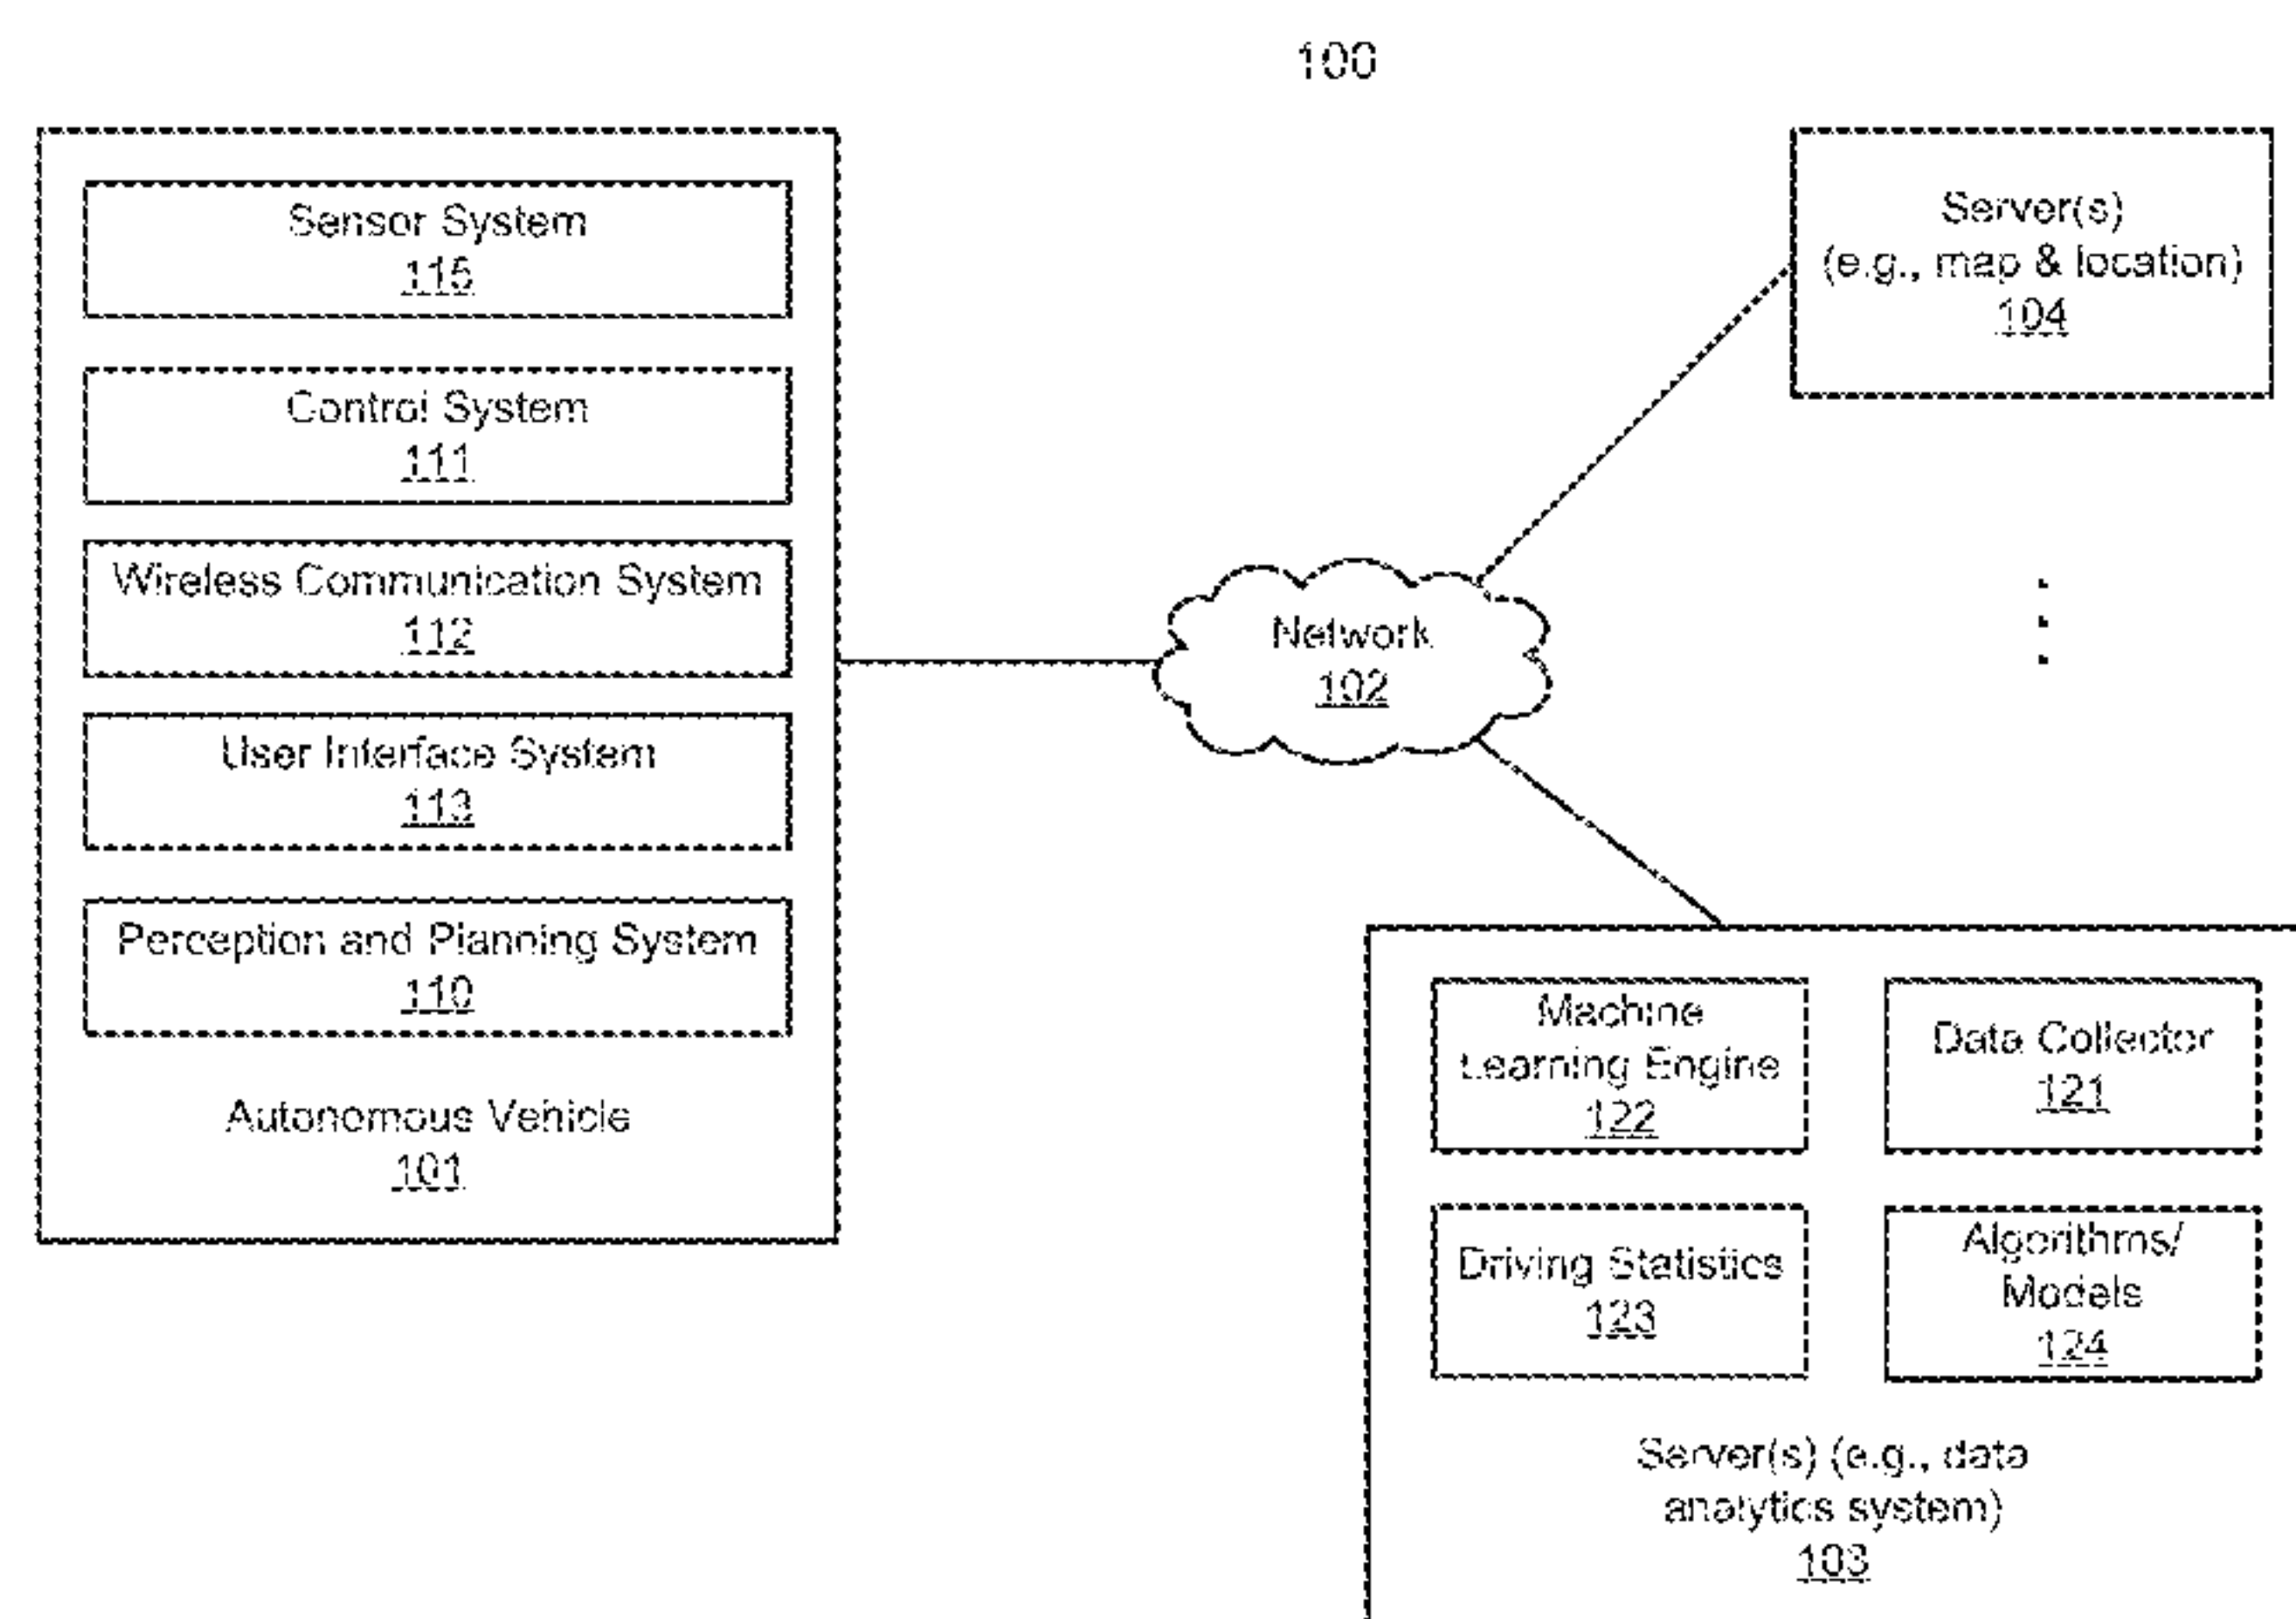 100
Sensor System
115
Control System
111
Wireless Communication System
112
User Interface System
113
Perception and Planning System
110
Autonomous Vehicle
101
Network
102
Server(s)
(e.g., map & location)
104
Machine
Learning Engine
122
Data Collector
121
Driving Statistics
123
Algorithms/
Models
124
Server(s) (e.g., data
analytics system)
103